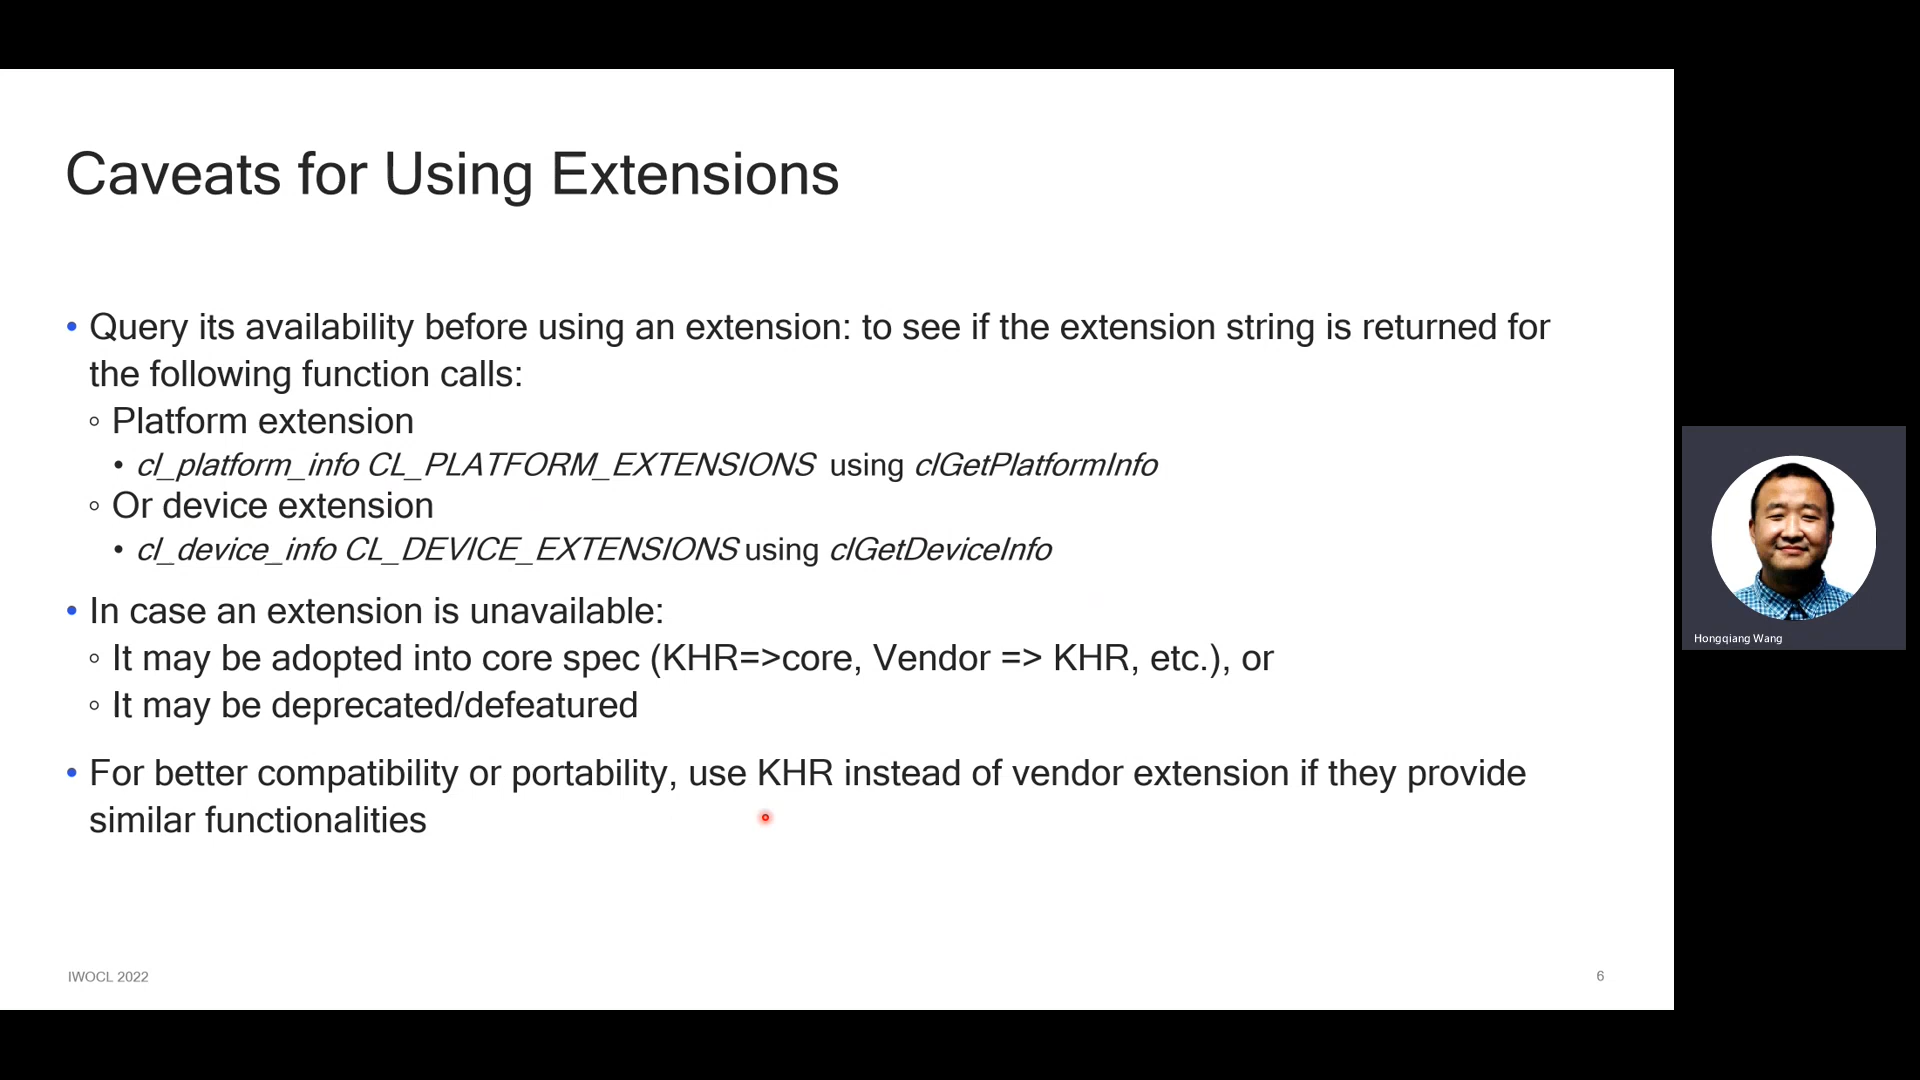 Caveats for Using Extensions
• Query its availability before using an extension: to see if the extension string is returned for
the following function calls:
◦ Platform extension
• cl_platform_info CL_PLATFORM_EXTENSIONS using clGetPlatformInfo
◦ Or device extension
• cl_device_info CL_DEVICE_EXTENSIONS using clGetDeviceInfo
• In case an extension is unavailable:
◦ It may be adopted into core spec (KHR=>core, Vendor => KHR, etc.), or
◦ It may be deprecated/defeatured
• For better compatibility or portability, use KHR instead of vendor extension if they provide
similar functionalities
Hongqiang Wang
IWOCL 2022
6